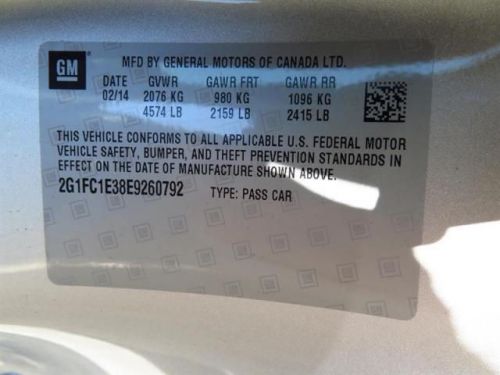 GM
MFD BY GENERAL MOTORS OF CANADA LTD.
DATE GVWR GAWR FRT GAWR RR
02/14 2076 KG 980 KG 1096 KG
4574 LB 2159 LB 2415 LB
THIS VEHICLE CONFORMS TO ALL APPLICABLE U.S. FEDERAL MOTOR
VEHICLE SAFETY, BUMPER, AND THEFT PREVENTION STANDARDS IN
EFFECT ON THE DATE OF MANUFACTURE SHOWN ABOVE.
2G1FC1E38E9260792 TYPE: PASS CAR